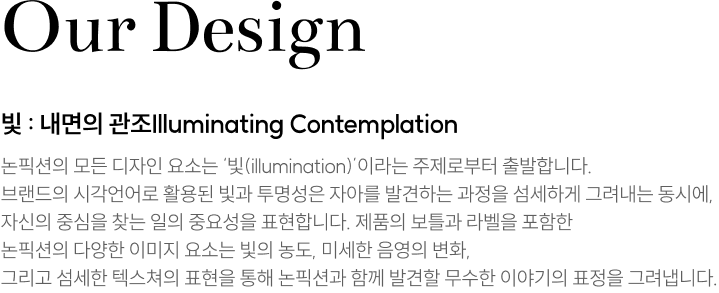 Our Design
빛 : 내면의 관조Illuminating Contemplation
논픽션의 모든 디자인 요소는 ‘빛(illumination)’이라는 주제로부터 출발합니다.
브랜드의 시각언어로 활용된 빛과 투명성은 자아를 발견하는 과정을 섬세하게 그려내는 동시에,
자신의 중심을 찾는 일의 중요성을 표현합니다. 제품의 보틀과 라벨을 포함한
논픽션의 다양한 이미지 요소는 빛의 농도, 미세한 음영의 변화,
그리고 섬세한 텍스쳐의 표현을 통해 논픽션과 함께 발견할 무수한 이야기의 표정을 그려냅니다.